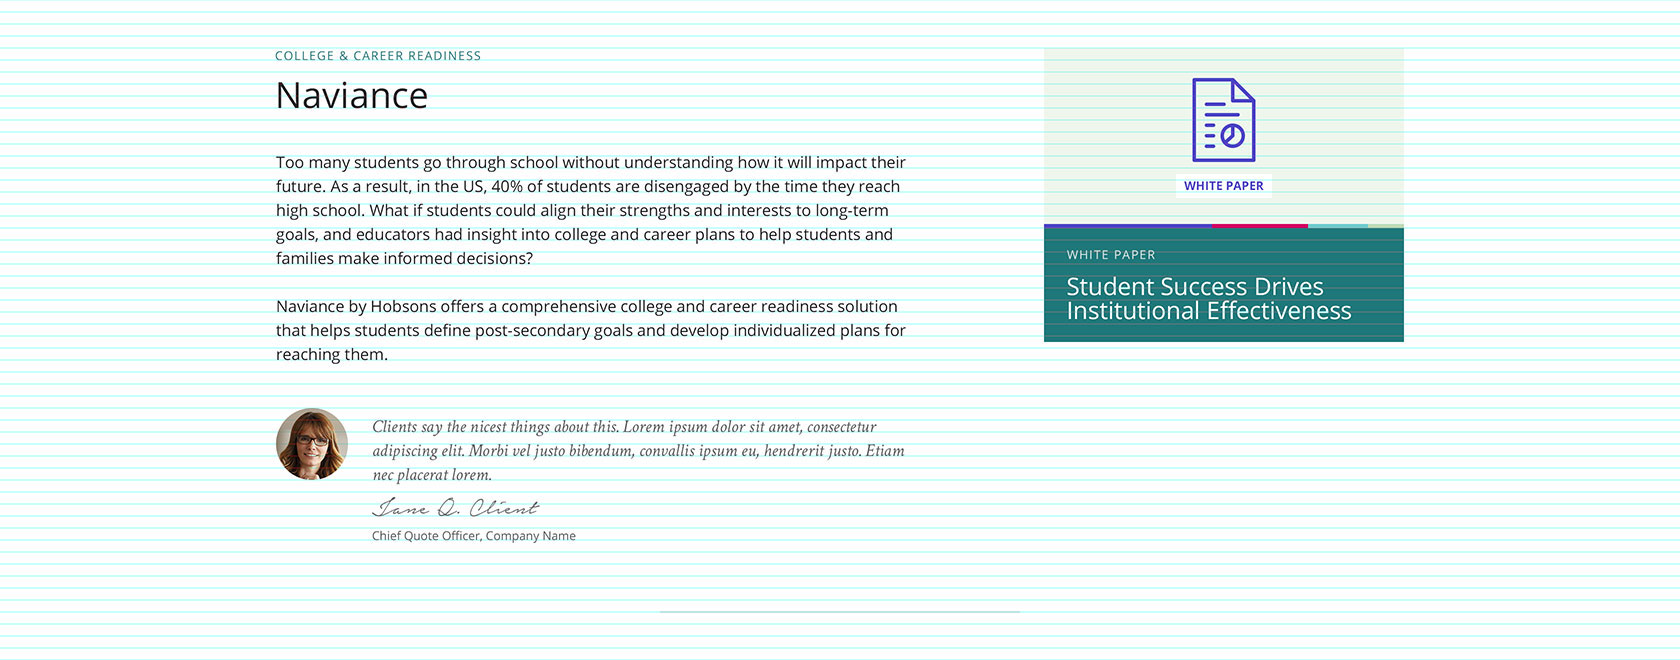 COLLEGE & CAREER READINESS
Naviance
Too many students go through school without understanding how it will impact their
future. As a result, in the US, 40% of students are disengaged by the time they reach
high school. What if students could align their strengths and interests to long-term
goals, and educators had insight into college and career plans to help students and
families make informed decisions?
Naviance by Hobsons offers a comprehensive college and career readiness solution
that helps students define post-secondary goals and develop individualized plans for
reaching them.
Clients say the nicest things about this. Lorem ipsum dolor sit amet, consectetur
adipiscing elit. Morbi vel justo bibendum, convallis ipsum eu, hendrerit justo. Etiam
nec placerat lorem.
Jane Q. Client
Chief Quote Officer, Company Name
WHITE PAPER
WHITE PAPER
Student Success Drives
Institutional Effectiveness